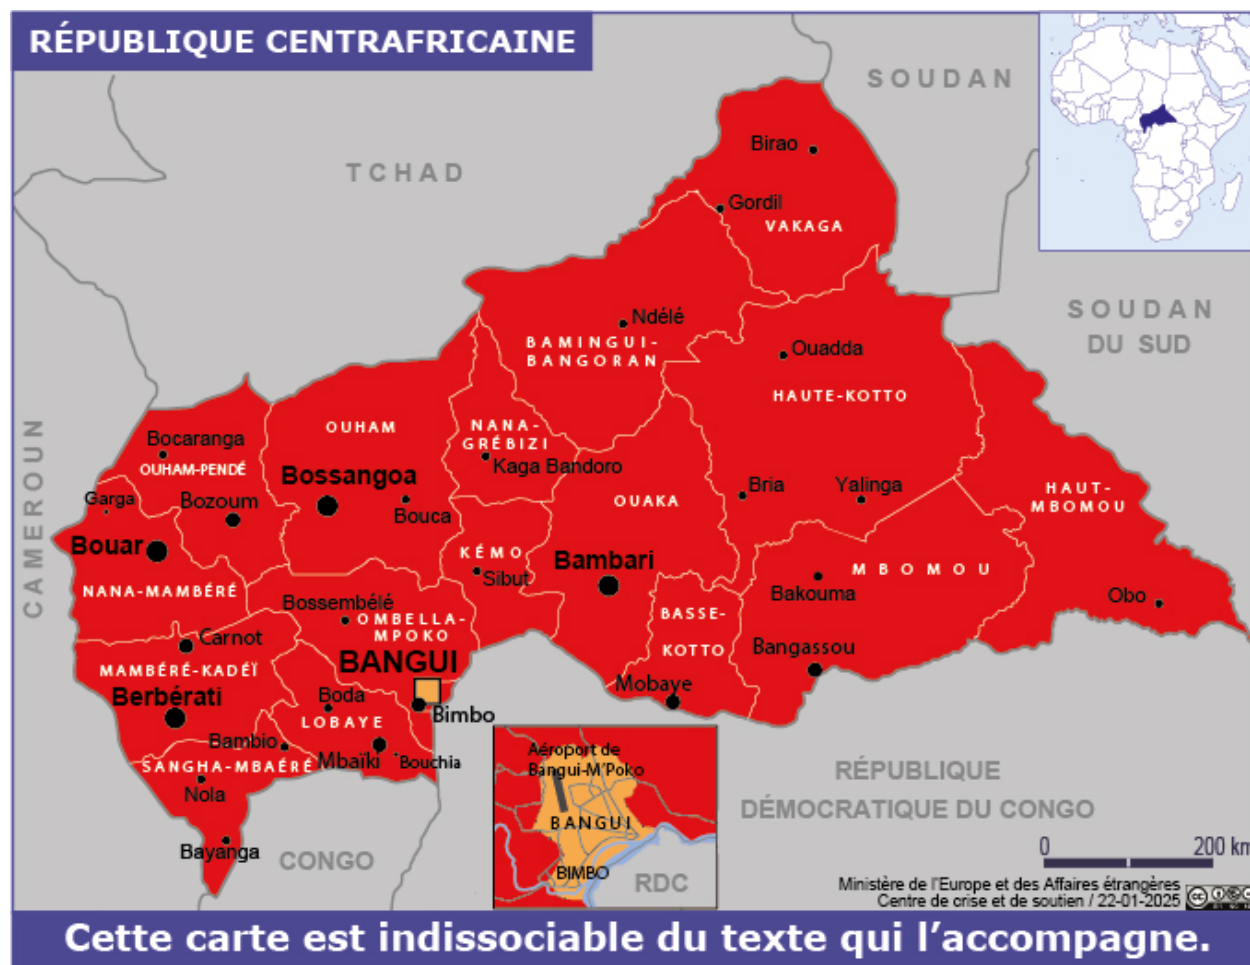 RÉPUBLIQUE CENTRAFRICAINE
SOUDAN
TCHAD
Birao
Gordil
VAKAGA
SOUDAN
DU SUD
Ndélé
BAMINGUI-
BANGORAN
Ouadda
HAUTE-KOTTO
CAMEROUN
OUHAM
NANA-
GRÉBIZI
Bocaranga
OUHAM-PENDÉ
Kaga Bandoro
Bossangoa
Garga
Bozoum
Bouca
OUAKA
Bria
Yalinga
HAUT-
MBOMOU
Bouar
KÉMO
Sibut
Bambari
MBOMOU
Bakouma
Obo
NANA-MAMBÉRÉ
Bossembélé
OMBELLA-
MPOKO
BASSE-
KOTTO
Carnot
BANGUI
Bangassou
MAMBÉRÉ-KADÉÏ
Berbérati
Boda
Mobaye
LOBAYE
Bimbo
Bambio
Mbaïki
Bouchia
SANGHA-MBAÉRÉ
Nola
Bayanga
CONGO
Aéroport de
Bangui-M'Poko
BANGUI
BIMBO
RDC
RÉPUBLIQUE
DÉMOCRATIQUE DU CONGO
0 200 km
Ministère de l'Europe et des Affaires étrangères
Centre de crise et de soutien / 22-01-2025
Cette carte est indissociable du texte qui l'accompagne.